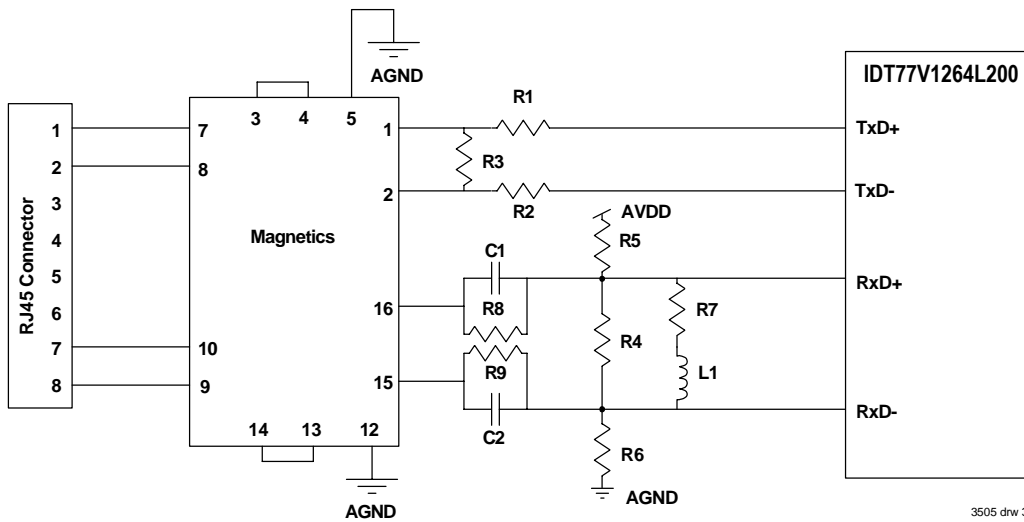 AGND
IDT77V1264L200
R1
1
7
3
4
5
1
TxD+
2
8
R3
3
2
TxD-
R2
AVDD
R5
4
Magnetics
C1
RJ45 Connector
5
RxD+
16
R8
R7
6
R4
7
10
R9
L1
15
8
9
RxD-
14
13
12
C2
R6
AGND
AGND
3505 drw 3